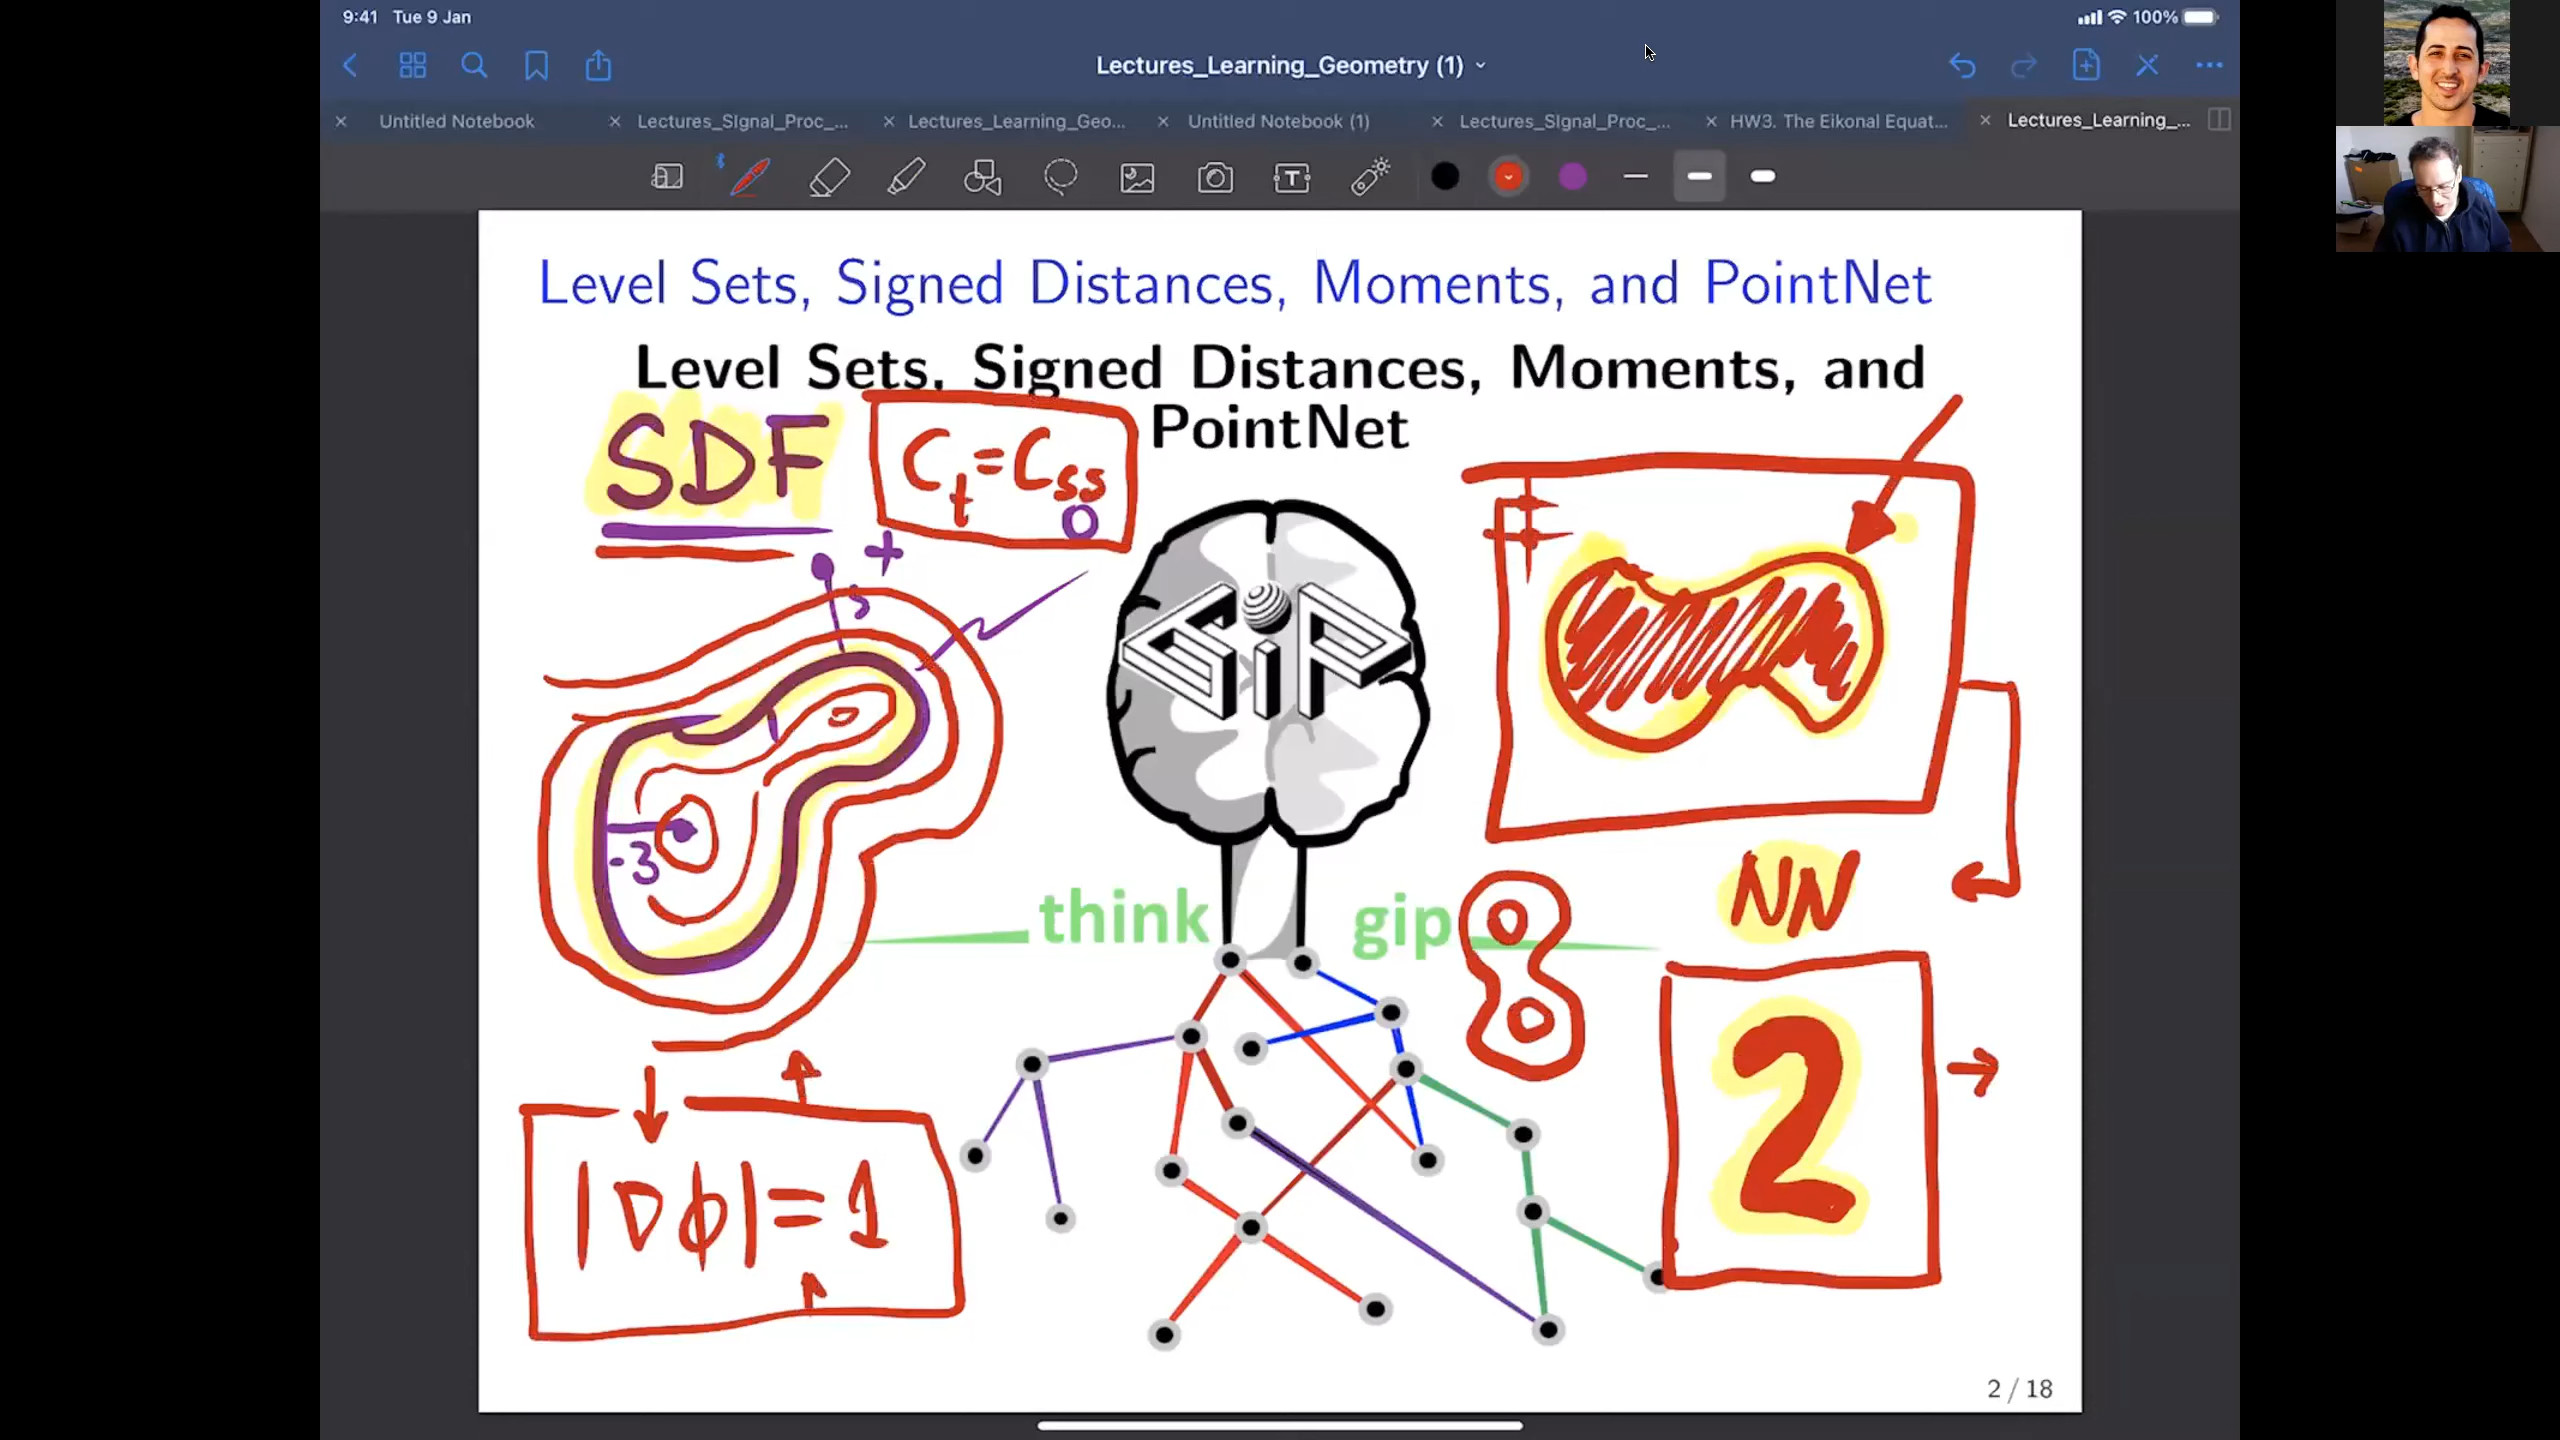 9:41 Tue 9 Jan
100%
Lectures_Learning_Geometry (1)
Untitled Notebook
Lectures_SIgnal_Proc_...
Lectures_Learning_Geo...
Untitled Notebook (1)
Lectures_SIgnal_Proc_...
HW3. The Eikonal Equat...
Lectures_Learning_...
Level Sets, Signed Distances, Moments, and PointNet
Level Sets, Signed Distances, Moments, and
PointNet
SDF
C_t = C_ss
0
+
5
-3
GiP
think gip
NN
2
|∇φ|=1
2 / 18